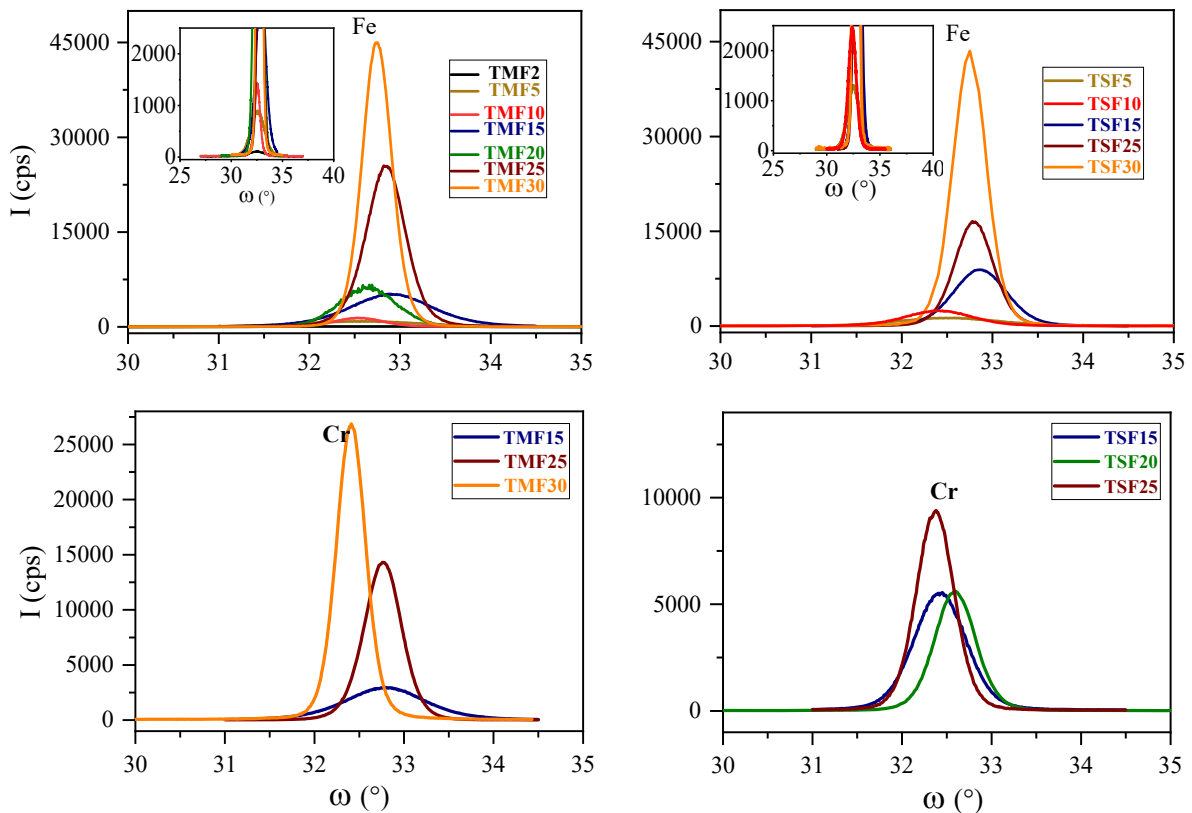 Fe
I (cps)
45000
30000
15000
0
2000
1000
0
25 30 35 40
ω (°)
TMF2
TMF5
TMF10
TMF15
TMF20
TMF25
TMF30
30 31 32 33 34 35
Fe
45000
30000
15000
0
2000
1000
0
25 30 35 40
ω (°)
TSF5
TSF10
TSF15
TSF25
TSF30
30 31 32 33 34 35
Cr
I (cps)
25000
20000
15000
10000
5000
0
TMF15
TMF25
TMF30
30 31 32 33 34 35
ω (°)
Cr
10000
5000
0
TSF15
TSF20
TSF25
30 31 32 33 34 35
ω (°)